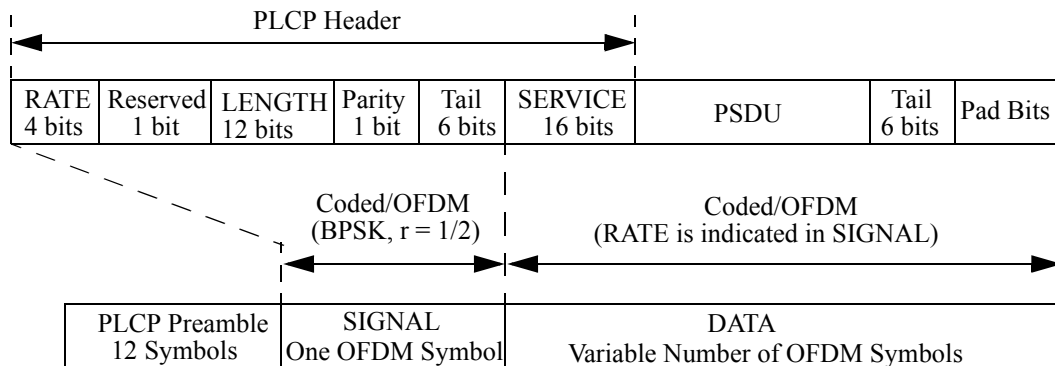 PLCP Header
RATE
4 bits
Reserved
1 bit
LENGTH
12 bits
Parity
1 bit
Tail
6 bits
SERVICE
16 bits
PSDU
Tail
6 bits
Pad Bits
Coded/OFDM
(BPSK, r = 1/2)
Coded/OFDM
(RATE is indicated in SIGNAL)
PLCP Preamble
12 Symbols
SIGNAL
One OFDM Symbol
DATA
Variable Number of OFDM Symbols